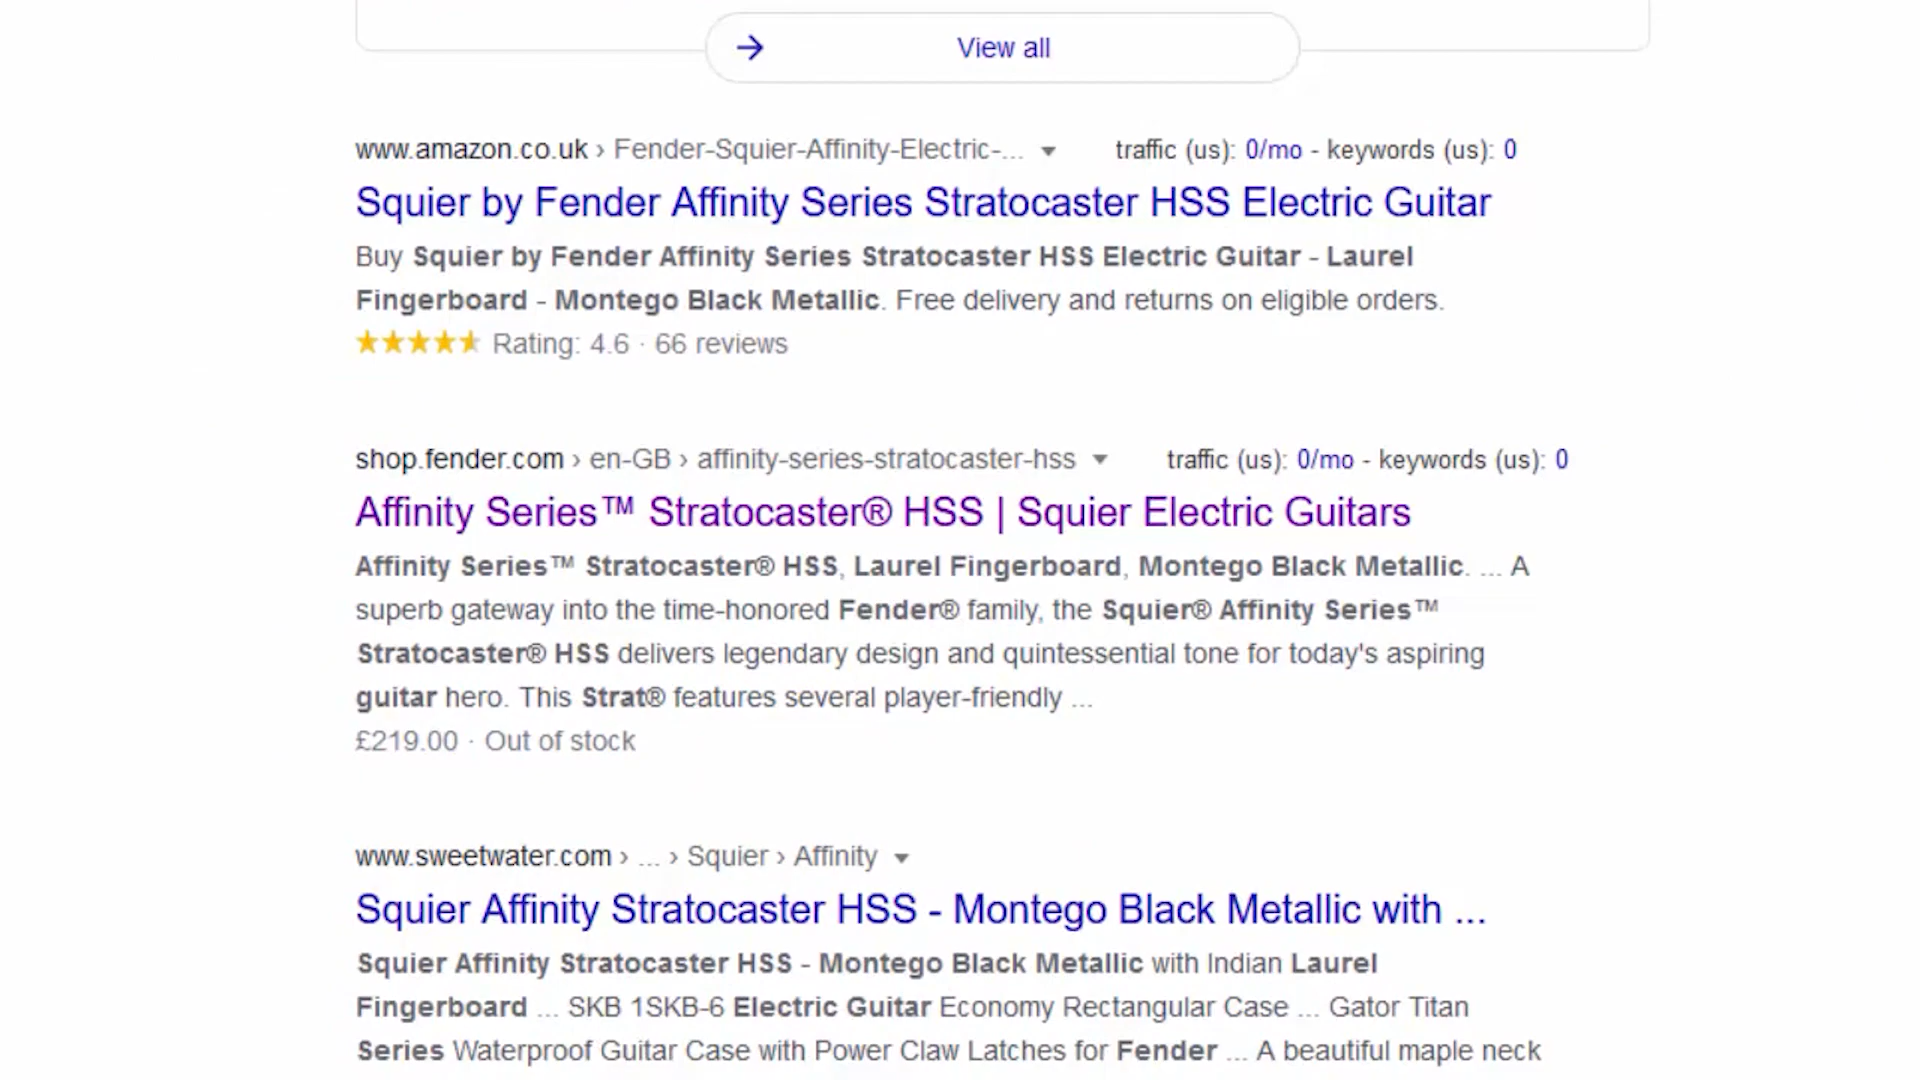 View all
www.amazon.co.uk › Fender-Squier-Affinity-Electric-... traffic (us): 0/mo - keywords (us): 0
Squier by Fender Affinity Series Stratocaster HSS Electric Guitar
Buy Squier by Fender Affinity Series Stratocaster HSS Electric Guitar - Laurel
Fingerboard - Montego Black Metallic. Free delivery and returns on eligible orders.
Rating: 4.6 · 66 reviews
shop.fender.com › en-GB › affinity-series-stratocaster-hss traffic (us): 0/mo - keywords (us): 0
Affinity Series™ Stratocaster® HSS | Squier Electric Guitars
Affinity Series™ Stratocaster® HSS, Laurel Fingerboard, Montego Black Metallic. ... A
superb gateway into the time-honored Fender® family, the Squier® Affinity Series™
Stratocaster® HSS delivers legendary design and quintessential tone for today's aspiring
guitar hero. This Strat® features several player-friendly ...
£219.00 · Out of stock
www.sweetwater.com › ... › Squier › Affinity
Squier Affinity Stratocaster HSS - Montego Black Metallic with ...
Squier Affinity Stratocaster HSS - Montego Black Metallic with Indian Laurel
Fingerboard ... SKB 1SKB-6 Electric Guitar Economy Rectangular Case ... Gator Titan
Series Waterproof Guitar Case with Power Claw Latches for Fender ... A beautiful maple neck